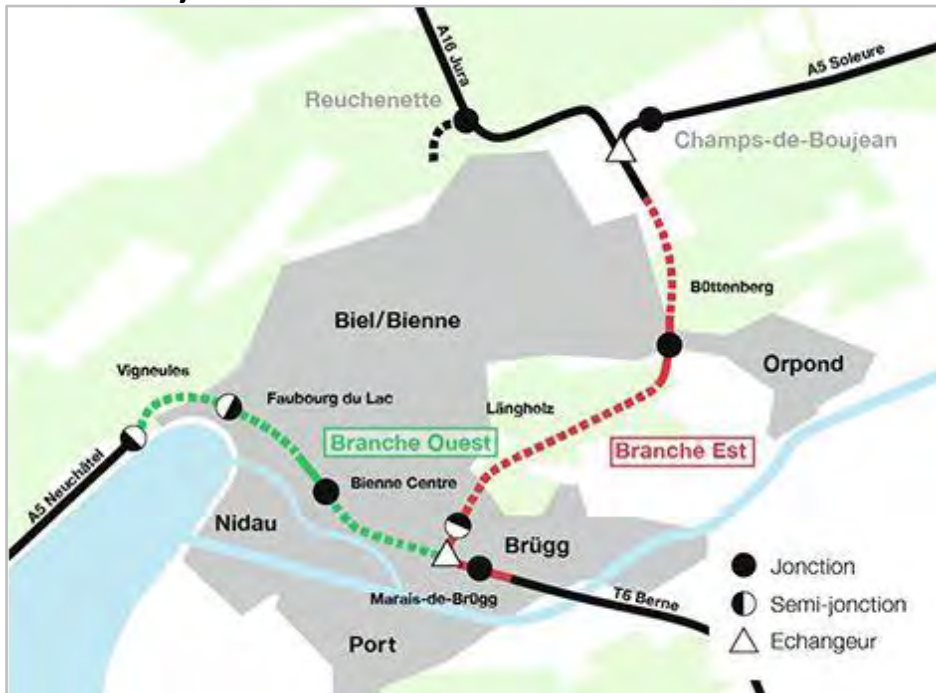 A16 Jura
A5 Soleure
Reuchenette
Champs-de-Boujean
Büttenberg
Biel/Bienne
Orpond
Vigneules
Faubourg du Lac
Längholz
Branche Ouest
Branche Est
A5 Neuchâtel
Bienne Centre
Nidau
Brügg
Jonction
Marais-de-Brügg
T6 Berne
Semi-jonction
Port
Echangeur